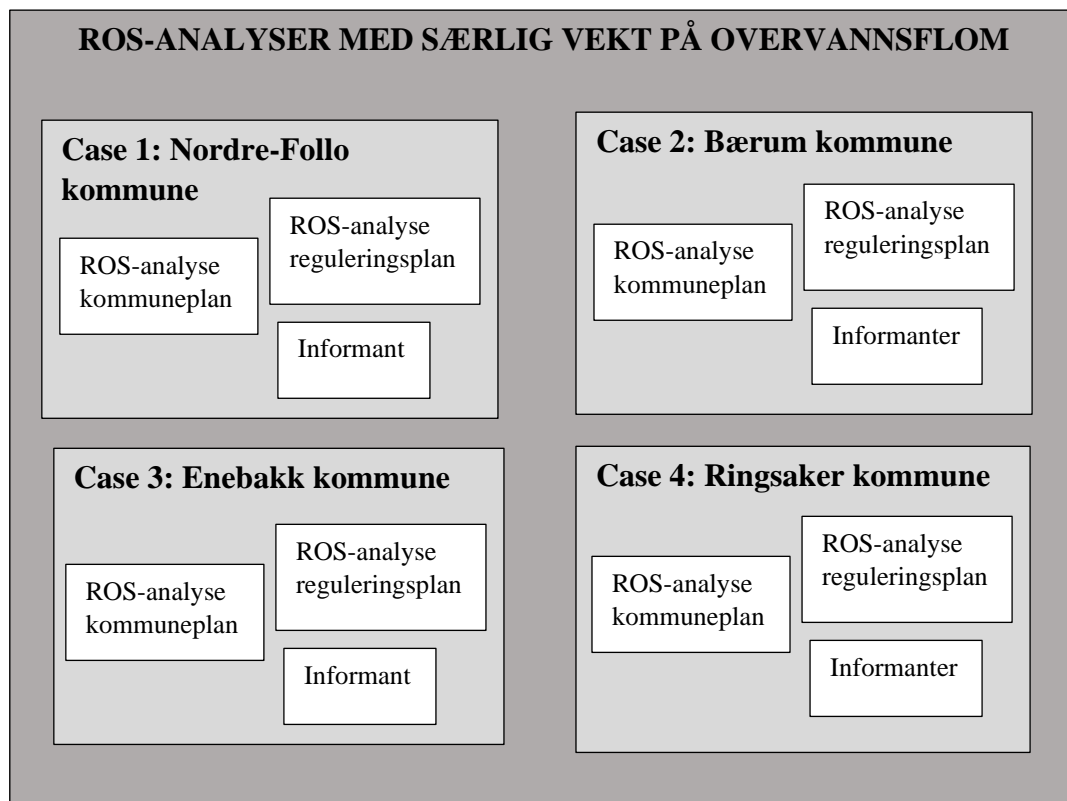 ROS-ANALYSER MED SÆRLIG VEKT PÅ OVERVANNSFLOM
Case 1: Nordre-Follo
kommune
ROS-analyse
kommuneplan
ROS-analyse
reguleringsplan
Informant
Case 2: Bærum kommune
ROS-analyse
kommuneplan
ROS-analyse
reguleringsplan
Informanter
Case 3: Enebakk kommune
ROS-analyse
kommuneplan
ROS-analyse
reguleringsplan
Informant
Case 4: Ringsaker kommune
ROS-analyse
kommuneplan
ROS-analyse
reguleringsplan
Informanter